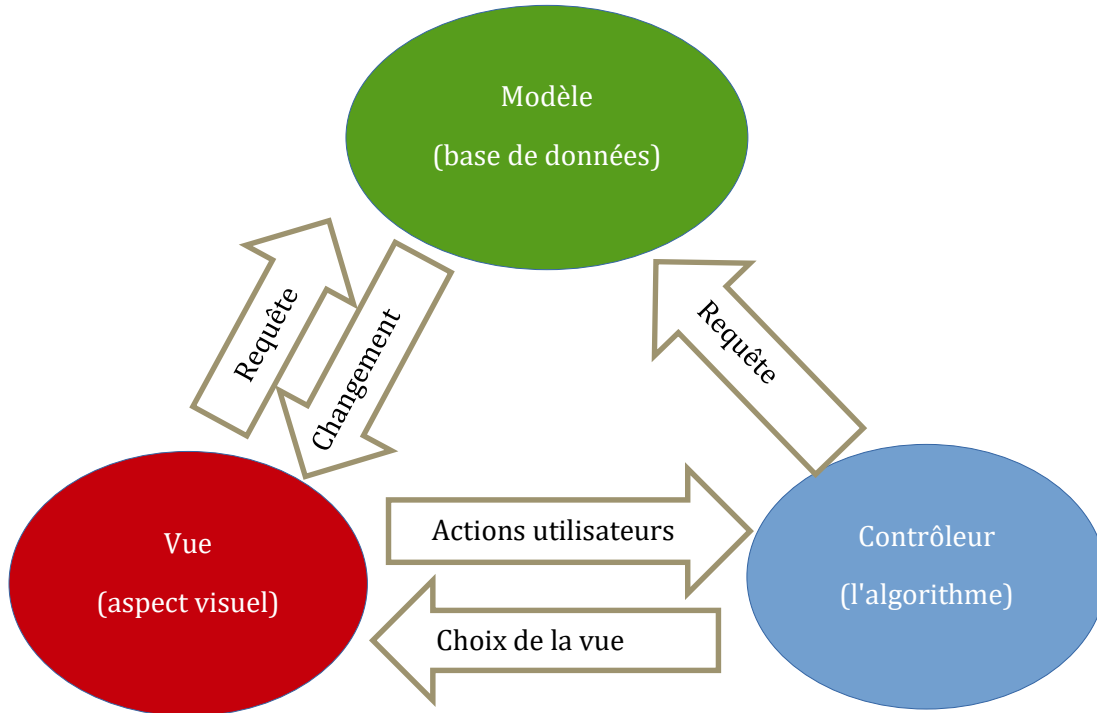 Modèle
(base de données)
Requête
Changement
Requête
Actions utilisateurs
Choix de la vue
Vue
(aspect visuel)
Contrôleur
(l'algorithme)